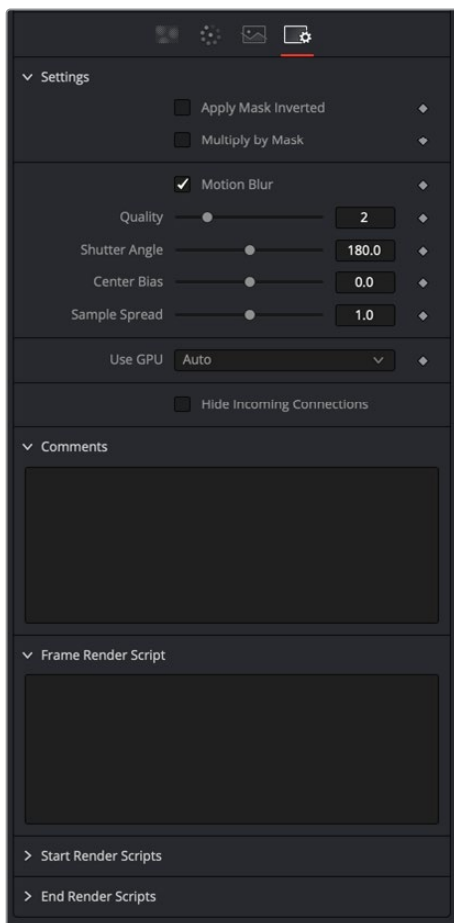 Settings
Apply Mask Inverted
Multiply by Mask
Motion Blur
Quality 2
Shutter Angle 180.0
Center Bias 0.0
Sample Spread 1.0
Use GPU Auto
Hide Incoming Connections
Comments
Frame Render Script
Start Render Scripts
End Render Scripts